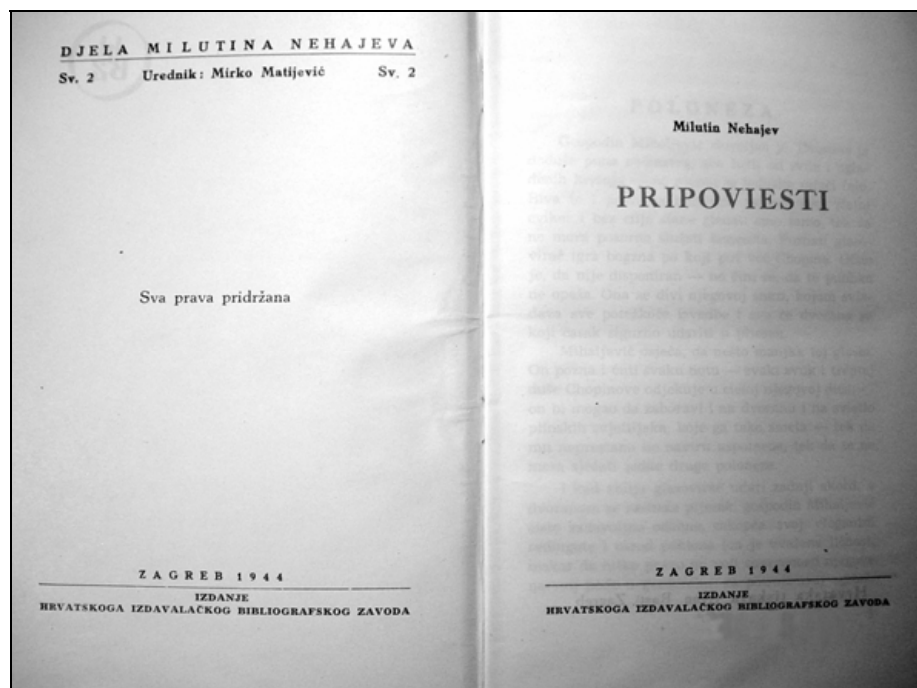 DJELA MILUTINA NEHAJEVA
Sv. 2 Urednik: Mirko Matijević Sv. 2
Sva prava pridržana
ZAGREB 1944
IZDANJE
HRVATSKOGA IZDAVALAČKOG BIBLIOGRAFSKOG ZAVODA
Milutin Nehajev
PRIPOVIESTI
ZAGREB 1944
IZDANJE
HRVATSKOGA IZDAVALAČKOG BIBLIOGRAFSKOG ZAVODA